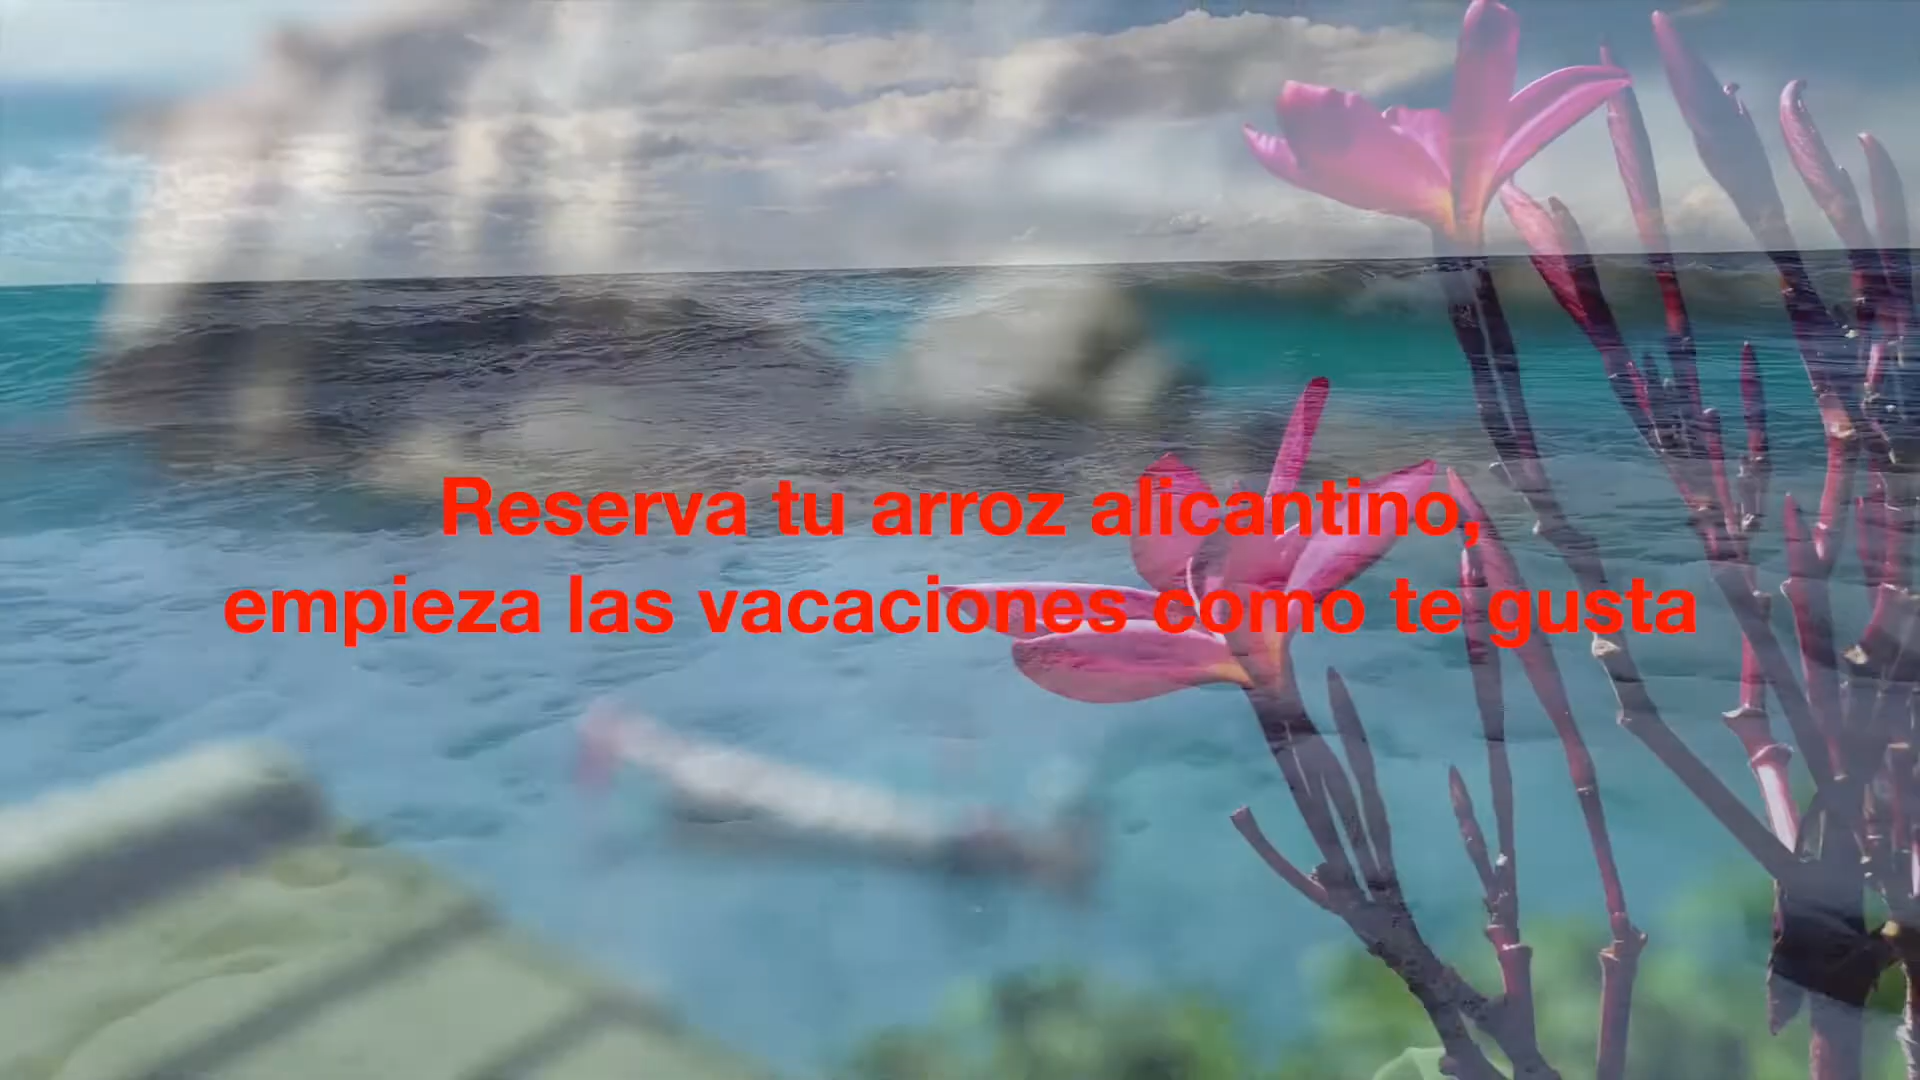 Reserva tu arroz alicantino,
empieza las vacaciones como te gusta